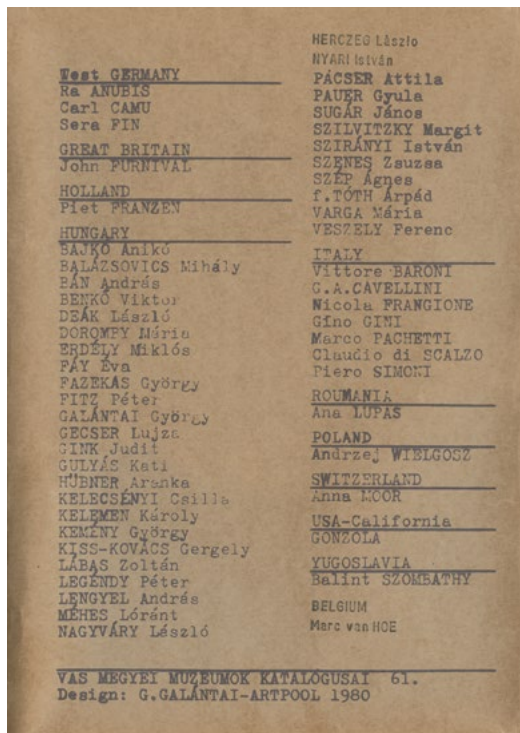 West GERMANY
Ra ANUBIS
Carl CAMU
Sera FIN
GREAT BRITAIN
John FURNIVAL
HOLLAND
Piet FRANZEN
HUNGARY
BAJKÓ Anikó
BALÁZSOVICS Mihály
BÁN András
BENKŐ Viktor
DEÁK László
DOROMPY Mária
ERDÉLY Miklós
FÁY Éva
FAZEKAS György
FITZ Péter
GALÁNTAI György
GECSER Lujza
GINK Judit
GULYÁS Kati
HÜBNER Aranka
KELECSÉNYI Csilla
KELEMEN Károly
KEMÉNY György
KISS-KOVÁCS Gergely
LÁBAS Zoltán
LEGÉNDY Péter
LENGYEL András
MÉHES Lóránt
NAGYVÁRY László
HERCZEG László
NYÁRI István
PÁCSER Attila
PAUER Gyula
SUGÁR János
SZILVITZKY Margit
SZIRÁNYI István
SZENES Zsuzsa
SZÉP Ágnes
f.TÓTH Árpád
VARGA Mária
VESZELY Ferenc
ITALY
Vittore BARONI
G.A.CAVELLINI
Nicola FRANGIONE
Gino GINI
Marco PACHETTI
Claudio di SCALZO
Piero SIMONI
ROUMANIA
Ana LUPAS
POLAND
Andrzej WIELGOSZ
SWITZERLAND
Anna MOOR
USA-California
GONZOLA
YUGOSLAVIA
Balint SZOMBATHY
BELGIUM
Marc van HOE
VAS MEGYEI MUZEUMOK KATALÓGUSAI 61.
Design: G.GALÁNTAI-ARTPOOL 1980